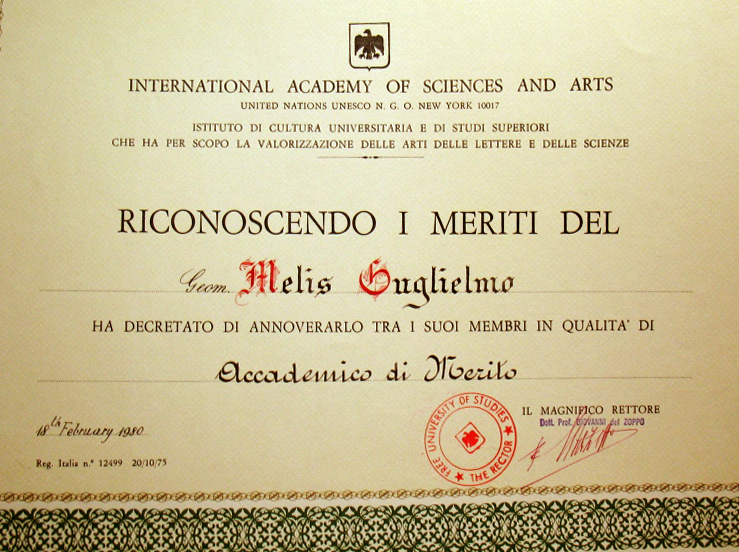 INTERNATIONAL ACADEMY OF SCIENCES AND ARTS
UNITED NATIONS UNESCO N. G. O. NEW YORK 10017
ISTITUTO DI CULTURA UNIVERSITARIA E DI STUDI SUPERIORI
CHE HA PER SCOPO LA VALORIZZAZIONE DELLE ARTI DELLE LETTERE E DELLE SCIENZE
RICONOSCENDO I MERITI DEL
Geom. Melis Guglielmo
HA DECRETATO DI ANNOVERARLO TRA I SUOI MEMBRI IN QUALITA' DI
Accademico di Merito
18th February 1980
Reg. Italia n.° 12499 20/10/75
FREE UNIVERSITY OF STUDIES
THE RECTOR
IL MAGNIFICO RETTORE
Dott. Prof. GIOVANNI del ZOPPO